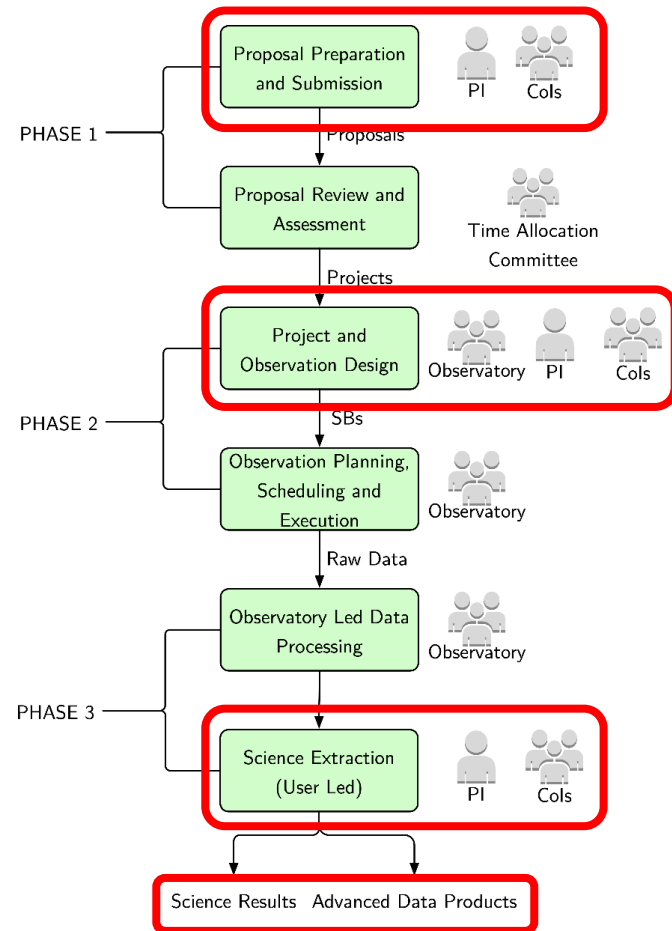 Proposal Preparation
and Submission
PI
CoIs
PHASE 1
Proposals
Proposal Review and
Assessment
Time Allocation
Committee
Projects
Project and
Observation Design
Observatory
PI
CoIs
PHASE 2
SBs
Observation Planning,
Scheduling and
Execution
Observatory
Raw Data
Observatory Led Data
Processing
Observatory
PHASE 3
Science Extraction
(User Led)
PI
CoIs
Science Results
Advanced Data Products